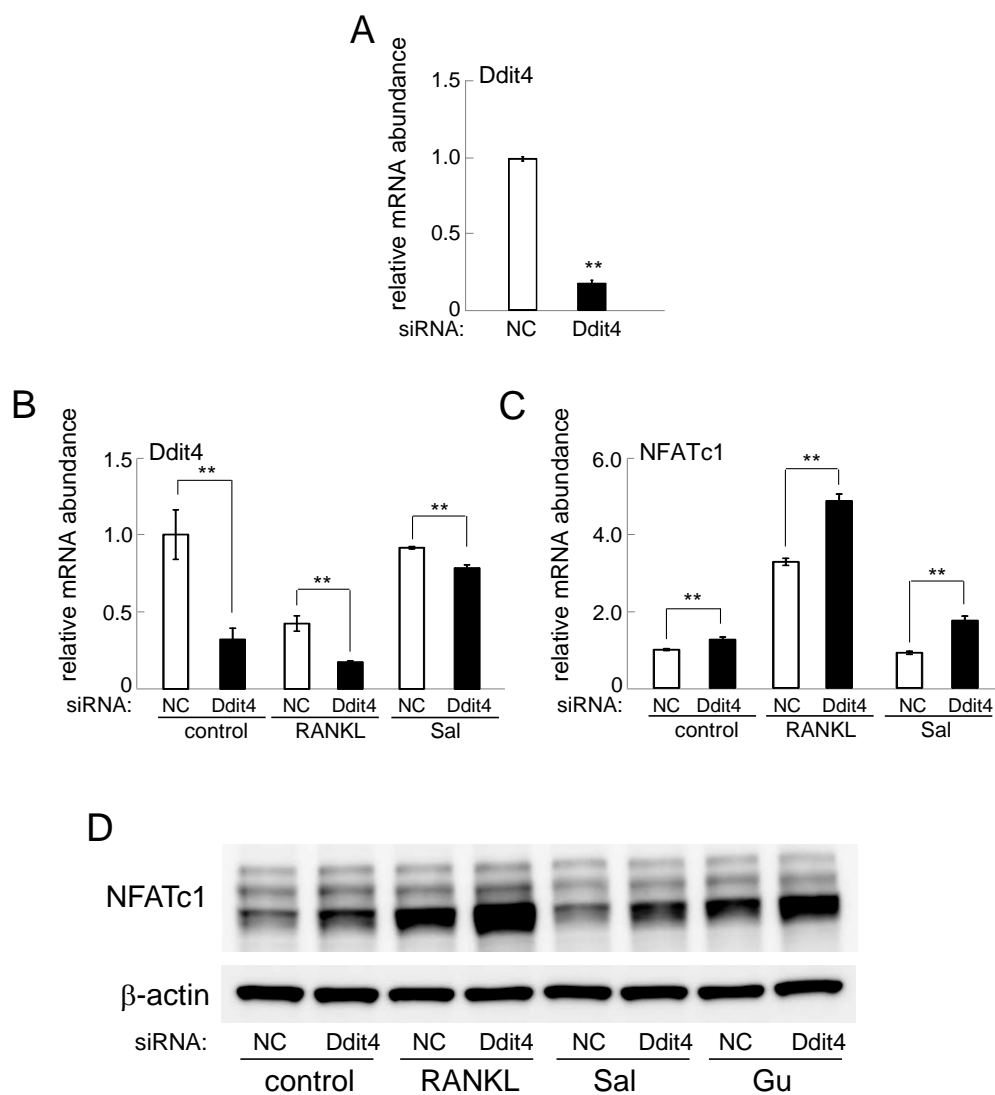 A
Ddit4
relative mRNA abundance
1.5
1.0
0.5
0
**
siRNA: NC Ddit4
B
Ddit4
relative mRNA abundance
1.5
1.0
0.5
0
**
**
**
siRNA: NC Ddit4 NC Ddit4 NC Ddit4
control RANKL Sal
C
NFATc1
relative mRNA abundance
6.0
4.0
2.0
0
**
**
**
siRNA: NC Ddit4 NC Ddit4 NC Ddit4
control RANKL Sal
D
NFATc1
β-actin
siRNA: NC Ddit4 NC Ddit4 NC Ddit4 NC Ddit4
control RANKL Sal Gu